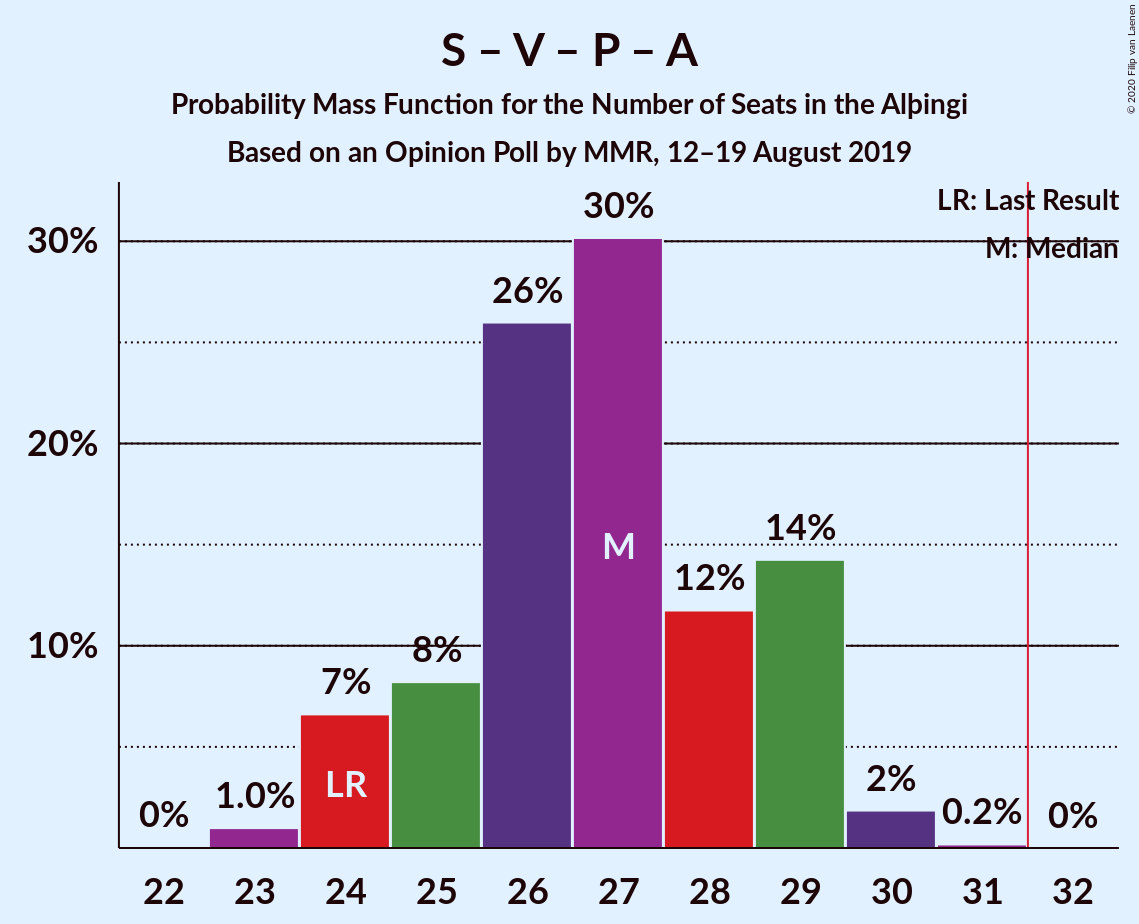 S – V – P – A
Probability Mass Function for the Number of Seats in the Alþingi
Based on an Opinion Poll by MMR, 12–19 August 2019
© 2020 Filip van Laenen
LR: Last Result
M: Median
30%
20%
10%
0%
1.0%
7%
8%
26%
30%
12%
14%
2%
0.2%
0%
LR
M
22 23 24 25 26 27 28 29 30 31 32